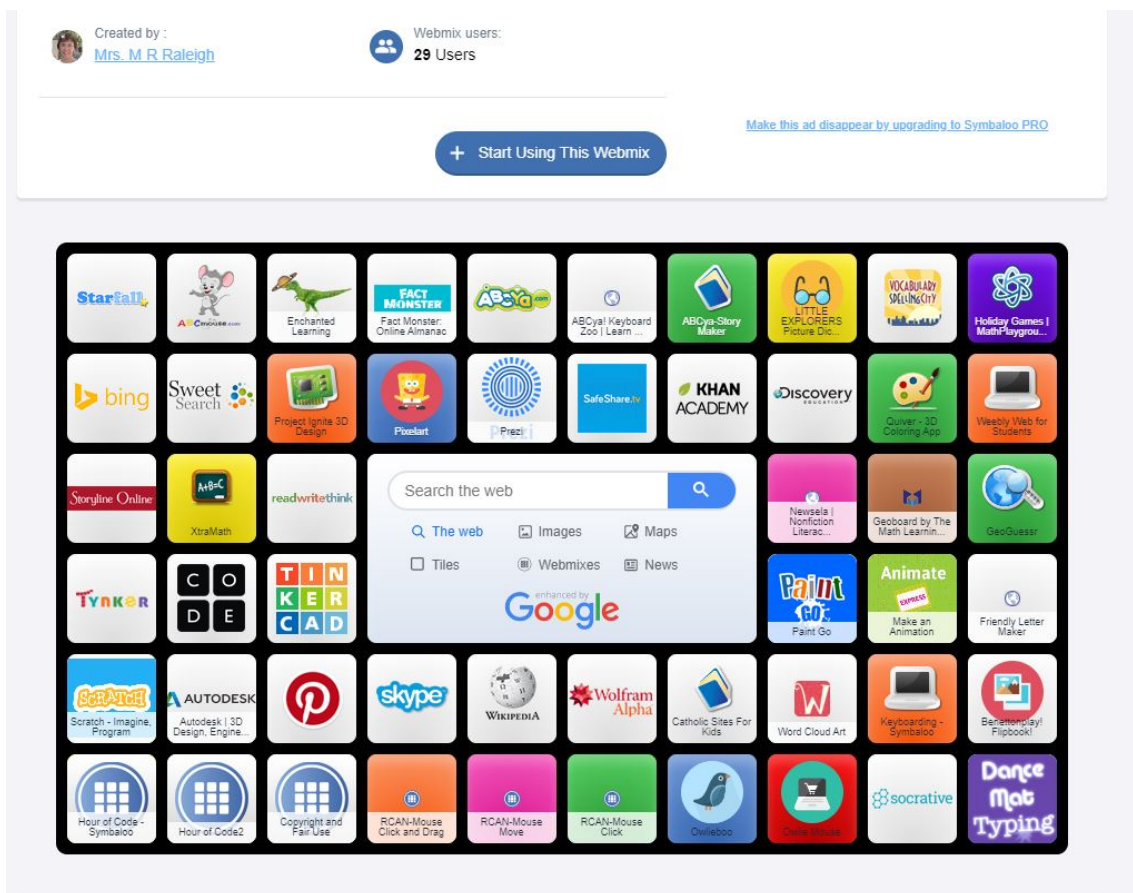 Created by :
Mrs. M R Raleigh
Webmix users:
29 Users
Make this ad disappear by upgrading to Symbaloo PRO
+ Start Using This Webmix
Starfall
ABCmouse.com
Enchanted
Learning
FACT
MONSTER
Fact Monster:
Online Almanac
ABCya.com
ABCya! Keyboard
Zoo | Learn ...
ABCya-Story
Maker
LITTLE
EXPLORERS
Picture Dic...
VOCABULARY
SPELLINGCITY
Holiday Games |
MathPlaygrou...
bing
Sweet
Search
Project Ignite 3D
Design
Pixelart
Prezi
Prezi
SafeShare.tv
KHAN
ACADEMY
Discovery
EDUCATION
Quiver - 3D
Coloring App
Weebly Web for
Students
Storyline Online
A+B=C
XtraMath
readwritethink
Search the web
The web
Images
Maps
Tiles
Webmixes
News
enhanced by
Google
Newsela |
Nonfiction
Literac...
Geoboard by The
Math Learnin...
GeoGuessr
TYNKER
CO
DE
TIN
KER
CAD
Paint
GO
Paint Go
Animate
EXPRESS
Make an
Animation
Friendly Letter
Maker
SCRATCH
Scratch - Imagine,
Program
AUTODESK
Autodesk | 3D
Design, Engine...
skype
WIKIPEDIA
Wolfram
Alpha
Catholic Sites For
Kids
W
Word Cloud Art
Keyboarding -
Symbaloo
Benettonplay!
Flipbook!
Hour of Code -
Symbaloo
Hour of Code2
Copyright and
Fair Use
RCAN-Mouse
Click and Drag
RCAN-Mouse
Move
RCAN-Mouse
Click
Owlieboo
Owlie Mouse
socrative
Dance
Mat
Typing